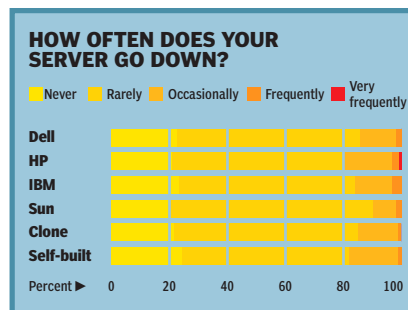 HOW OFTEN DOES YOUR
SERVER GO DOWN?
Never Rarely Occasionally Frequently Very frequently
Dell
HP
IBM
Sun
Clone
Self-built
Percent ▶ 0 20 40 60 80 100